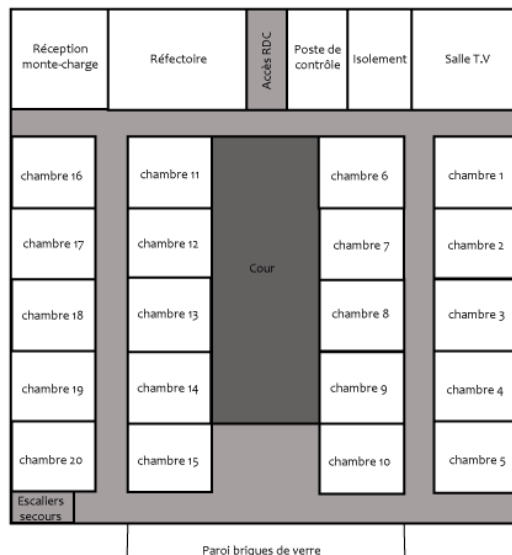 Réception
monte-charge
Réfectoire
Accès RDC
Poste de
contrôle
Isolement
Salle T.V
chambre 16
chambre 11
chambre 6
chambre 1
chambre 17
chambre 12
Cour
chambre 7
chambre 2
chambre 18
chambre 13
chambre 8
chambre 3
chambre 19
chambre 14
chambre 9
chambre 4
chambre 20
chambre 15
chambre 10
chambre 5
Escaliers
secours
Paroi briques de verre